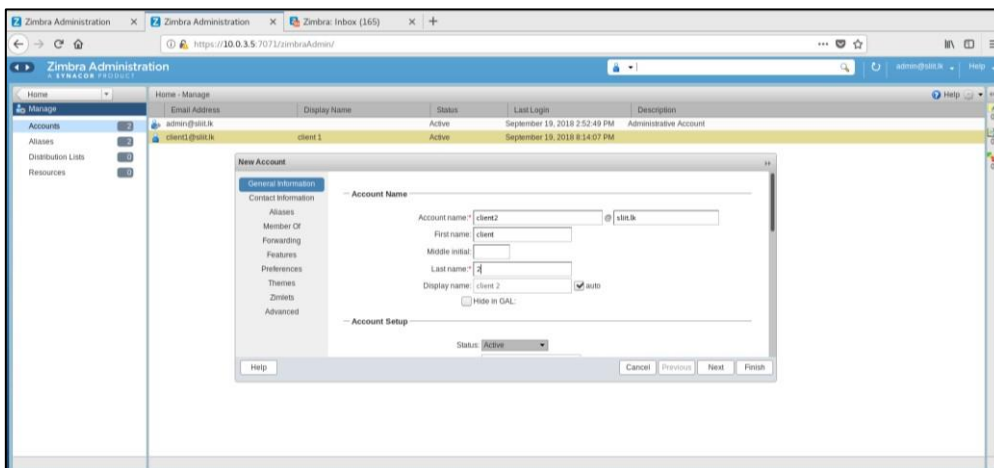 Zimbra Administration × Zimbra Administration × Zimbra: Inbox (165) × +
https://10.0.3.5:7071/zimbraAdmin/
Zimbra Administration admin@sliit.lk Help
A SYNACOR PRODUCT
Home Home - Manage Help
Manage Email Address Display Name Status Last Login Description
Accounts 2 admin@sliit.lk Active September 19, 2018 2:52:49 PM Administrative Account
Aliases 2 client1@sliit.lk client 1 Active September 19, 2018 8:14:07 PM
Distribution Lists 0
Resources 0
New Account
General Information
Contact Information
Aliases
Member Of
Forwarding
Features
Preferences
Themes
Zimlets
Advanced
Account Name
Account name:* client2 @ sliit.lk
First name: client
Middle initial:
Last name:* 2
Display name: client 2 auto
Hide in GAL:
Account Setup
Status: Active
Help Cancel Previous Next Finish